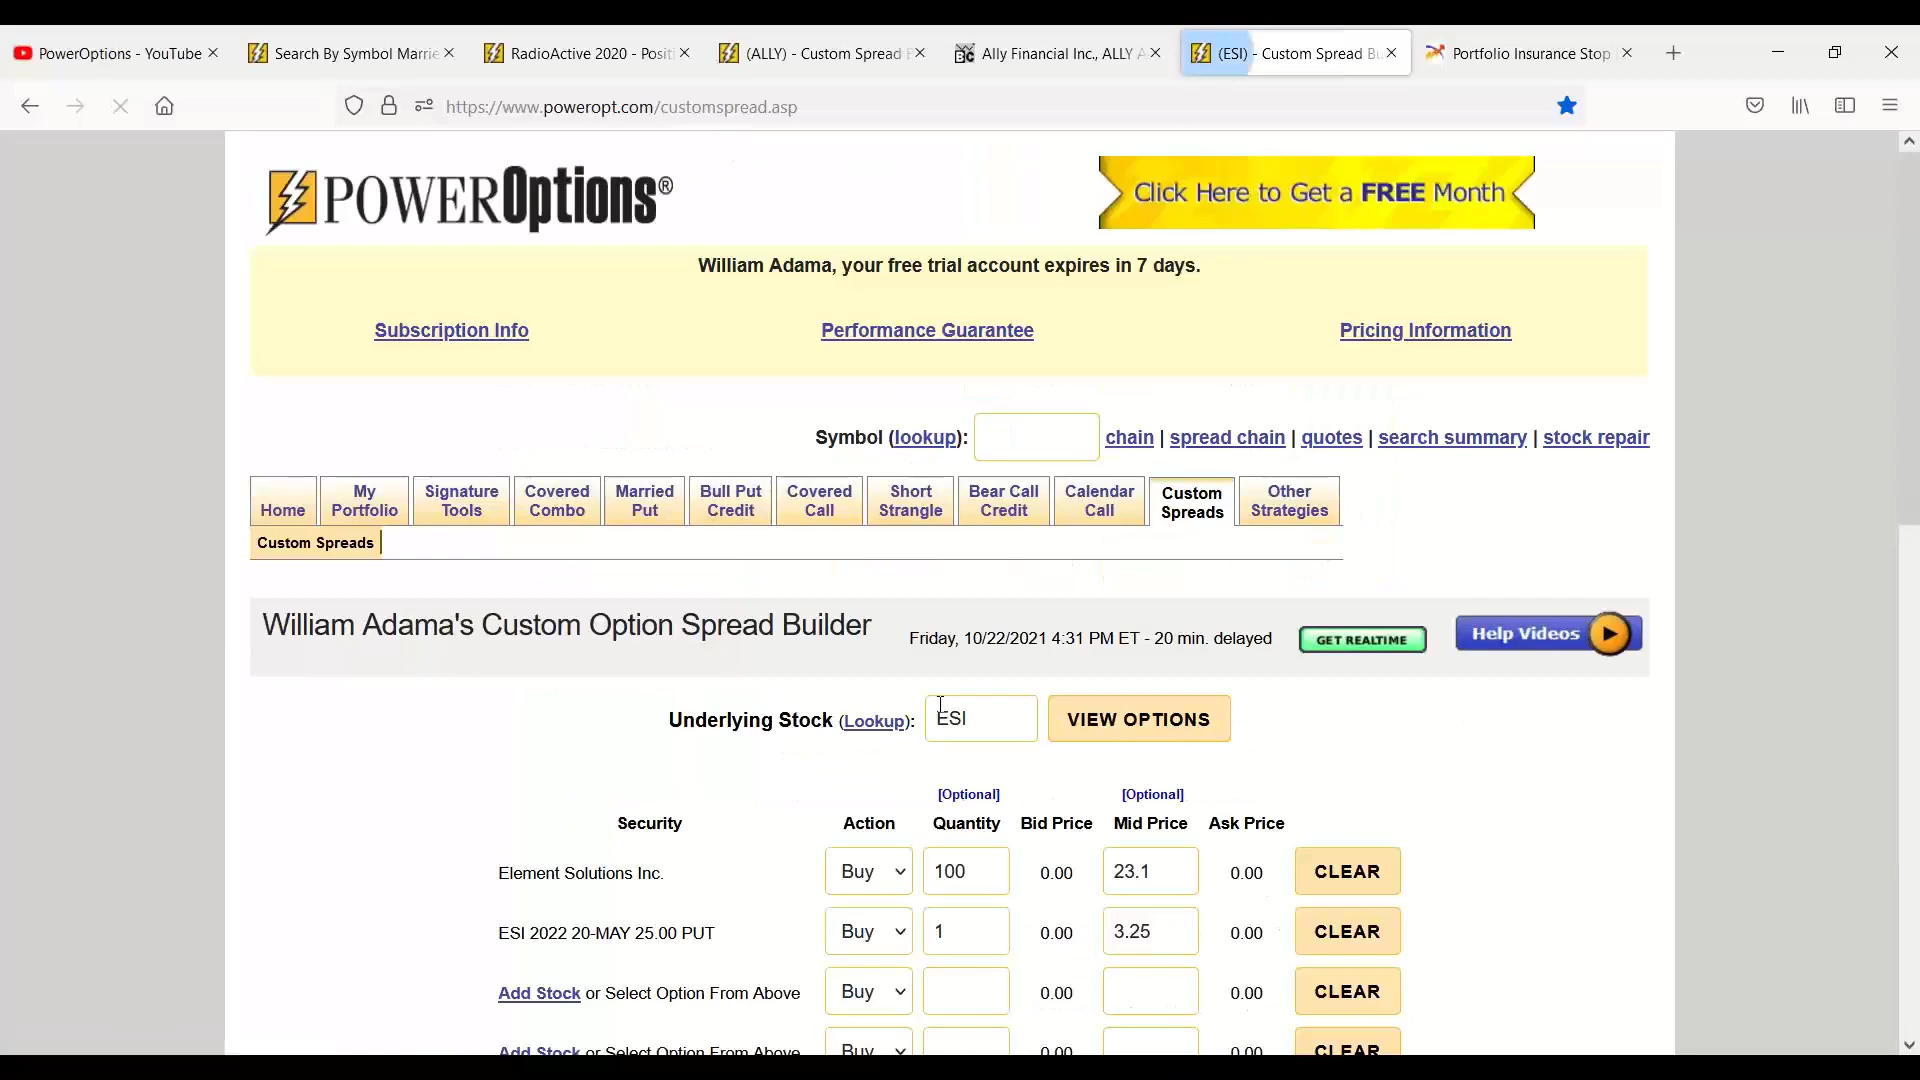 PowerOptions - YouTube
Search By Symbol Marrie
RadioActive 2020 - Posit
(ALLY) - Custom Spread
Ally Financial Inc., ALLY
(ESI) - Custom Spread Bu
Portfolio Insurance Stop
https://www.poweropt.com/customspread.asp
POWEROptions®
Click Here to Get a FREE Month
William Adama, your free trial account expires in 7 days.
Subscription Info
Performance Guarantee
Pricing Information
Symbol (lookup): chain | spread chain | quotes | search summary | stock repair
Home
My Portfolio
Signature Tools
Covered Combo
Married Put
Bull Put Credit
Covered Call
Short Strangle
Bear Call Credit
Calendar Call
Custom Spreads
Other Strategies
Custom Spreads
William Adama's Custom Option Spread Builder
Friday, 10/22/2021 4:31 PM ET - 20 min. delayed
GET REALTIME
Help Videos
Underlying Stock (Lookup): ESI VIEW OPTIONS
[Optional] [Optional]
Security Action Quantity Bid Price Mid Price Ask Price
Element Solutions Inc. Buy 100 0.00 23.1 0.00 CLEAR
ESI 2022 20-MAY 25.00 PUT Buy 1 0.00 3.25 0.00 CLEAR
Add Stock or Select Option From Above Buy 0.00 0.00 CLEAR
Add Stock or Select Option From Above Buy 0.00 0.00 CLEAR